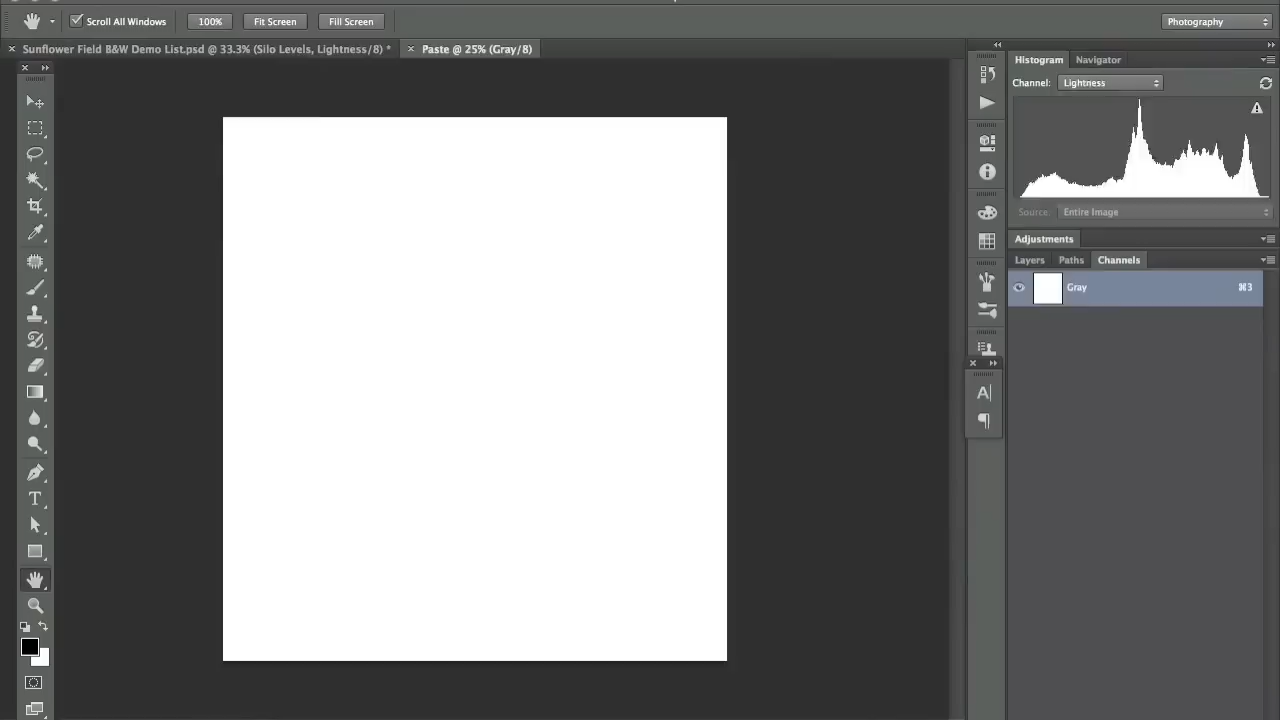 Scroll All Windows 100% Fit Screen Fill Screen Photography
× Sunflower Field B&W Demo List.psd @ 33.3% (Silo Levels, Lightness/8) * × Paste @ 25% (Gray/8)
Histogram Navigator
Channel: Lightness
Source: Entire Image
Adjustments
Layers Paths Channels
Gray ⌘3